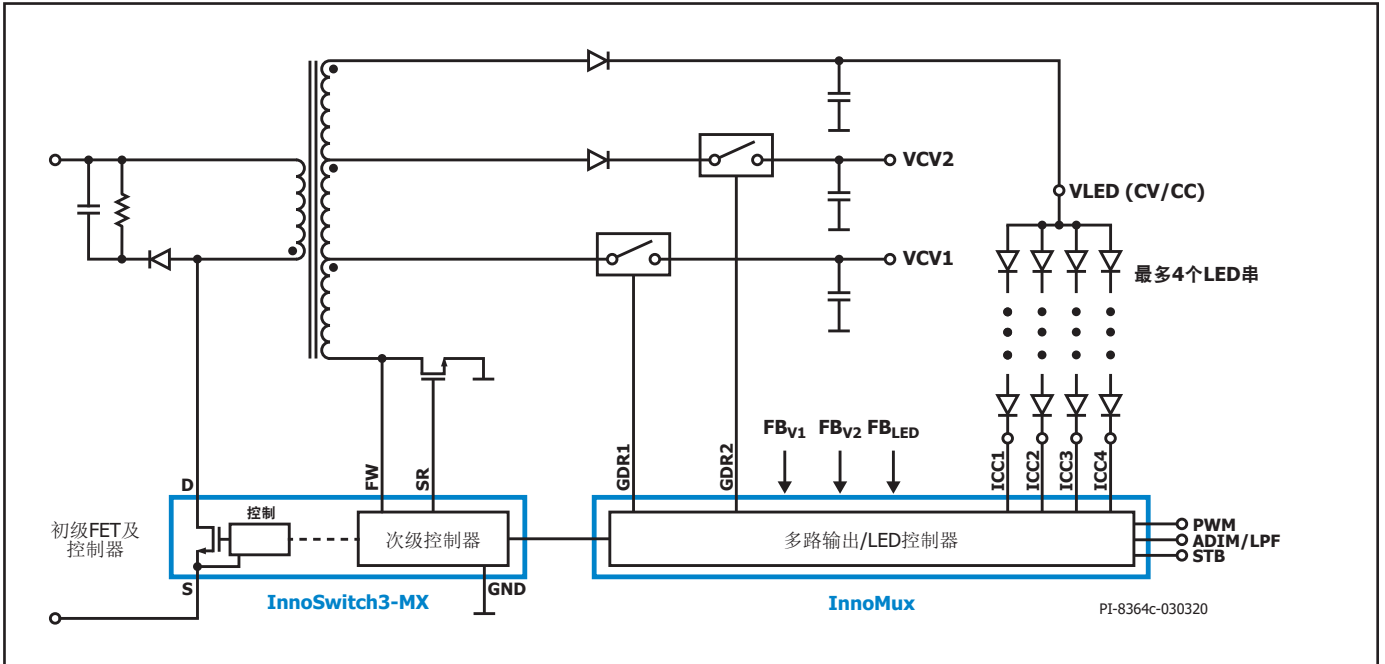 VCV2
VLED (CV/CC)
VCV1
最多4个LED串
FBV1 FBV2 FBLED
GDR1
GDR2
ICC1
ICC2
ICC3
ICC4
D
FW
SR
控制
初级FET及
控制器
次级控制器
多路输出/LED控制器
PWM
ADIM/LPF
STB
S
GND
InnoSwitch3-MX
InnoMux
PI-8364c-030320